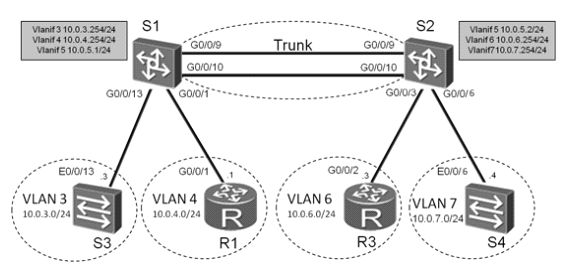 S1
S2
Vlanif 3 10.0.3.254/24
Vlanif 4 10.0.4.254/24
Vlanif 5 10.0.5.1/24
Vlanif 5 10.0.5.2/24
Vlanif 6 10.0.6.254/24
Vlanif710.0.7.254/24
G0/0/9
Trunk
G0/0/9
G0/0/10
G0/0/10
G0/0/13
G0/0/1
G0/0/3
G0/0/6
E0/0/13
.3
G0/0/1
.1
G0/0/2
.3
E0/0/6
.4
VLAN 3
10.0.3.0/24
VLAN 4
10.0.4.0/24
VLAN 6
10.0.6.0/24
VLAN 7
10.0.7.0/24
R
R
S3
R1
R3
S4